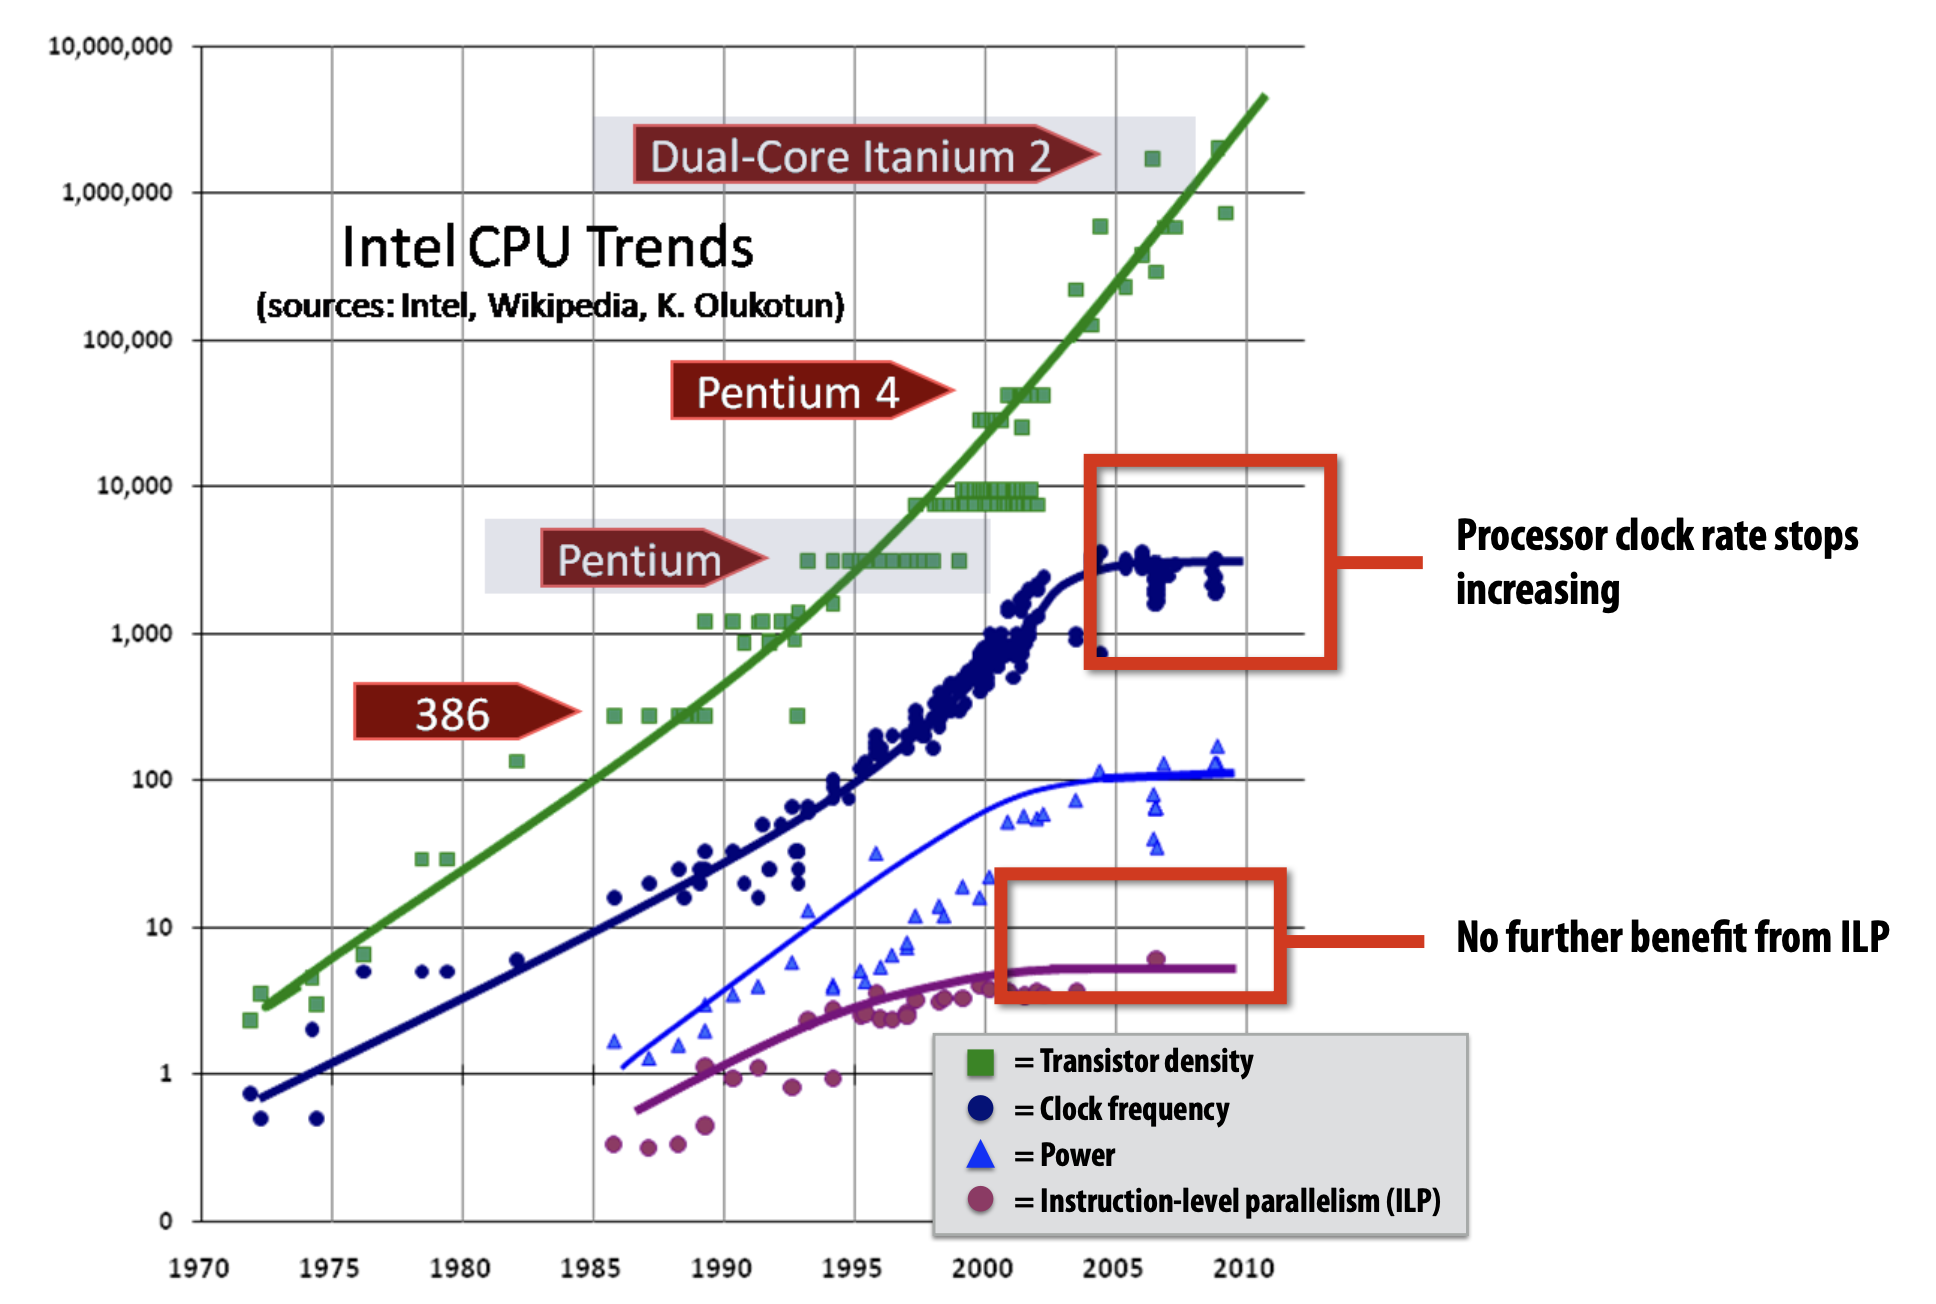 10,000,000
1,000,000
100,000
10,000
1,000
100
10
1
0
1970 1975 1980 1985 1990 1995 2000 2005 2010
Intel CPU Trends
(sources: Intel, Wikipedia, K. Olukotun)
Dual-Core Itanium 2
Pentium 4
Pentium
386
Processor clock rate stops
increasing
No further benefit from ILP
= Transistor density
= Clock frequency
= Power
= Instruction-level parallelism (ILP)